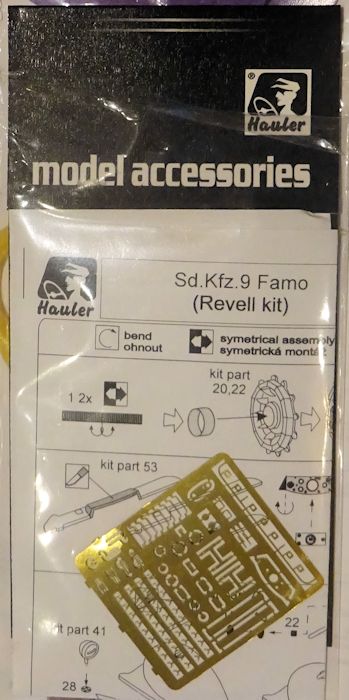 ®
Hauler
model accessories
Hauler
Sd.Kfz.9 Famo
(Revell kit)
bend
ohnout
symetrical assembly
symetrická montáž
kit part
20,22
1 2x
kit part 53
22
kit part 41
28